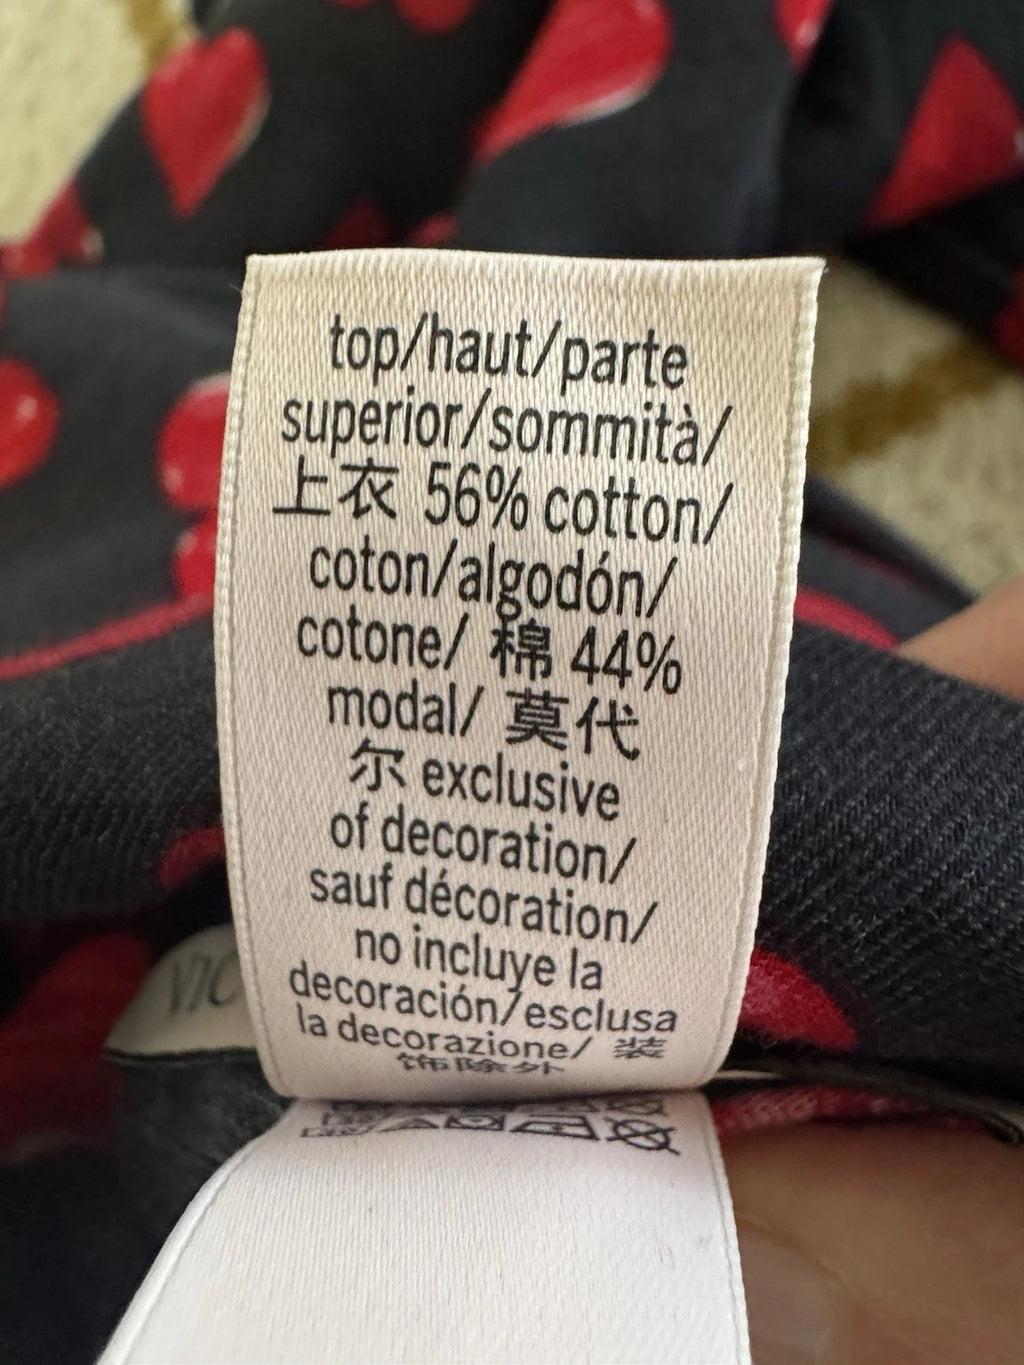 top/haut/parte
superior/sommità/
上衣 56% cotton/
coton/algodón/
cotone/ 棉 44%
modal/ 莫代
尔 exclusive
of decoration/
sauf décoration/
no incluye la
decoración/esclusa
la decorazione/ 装
饰除外
VIC